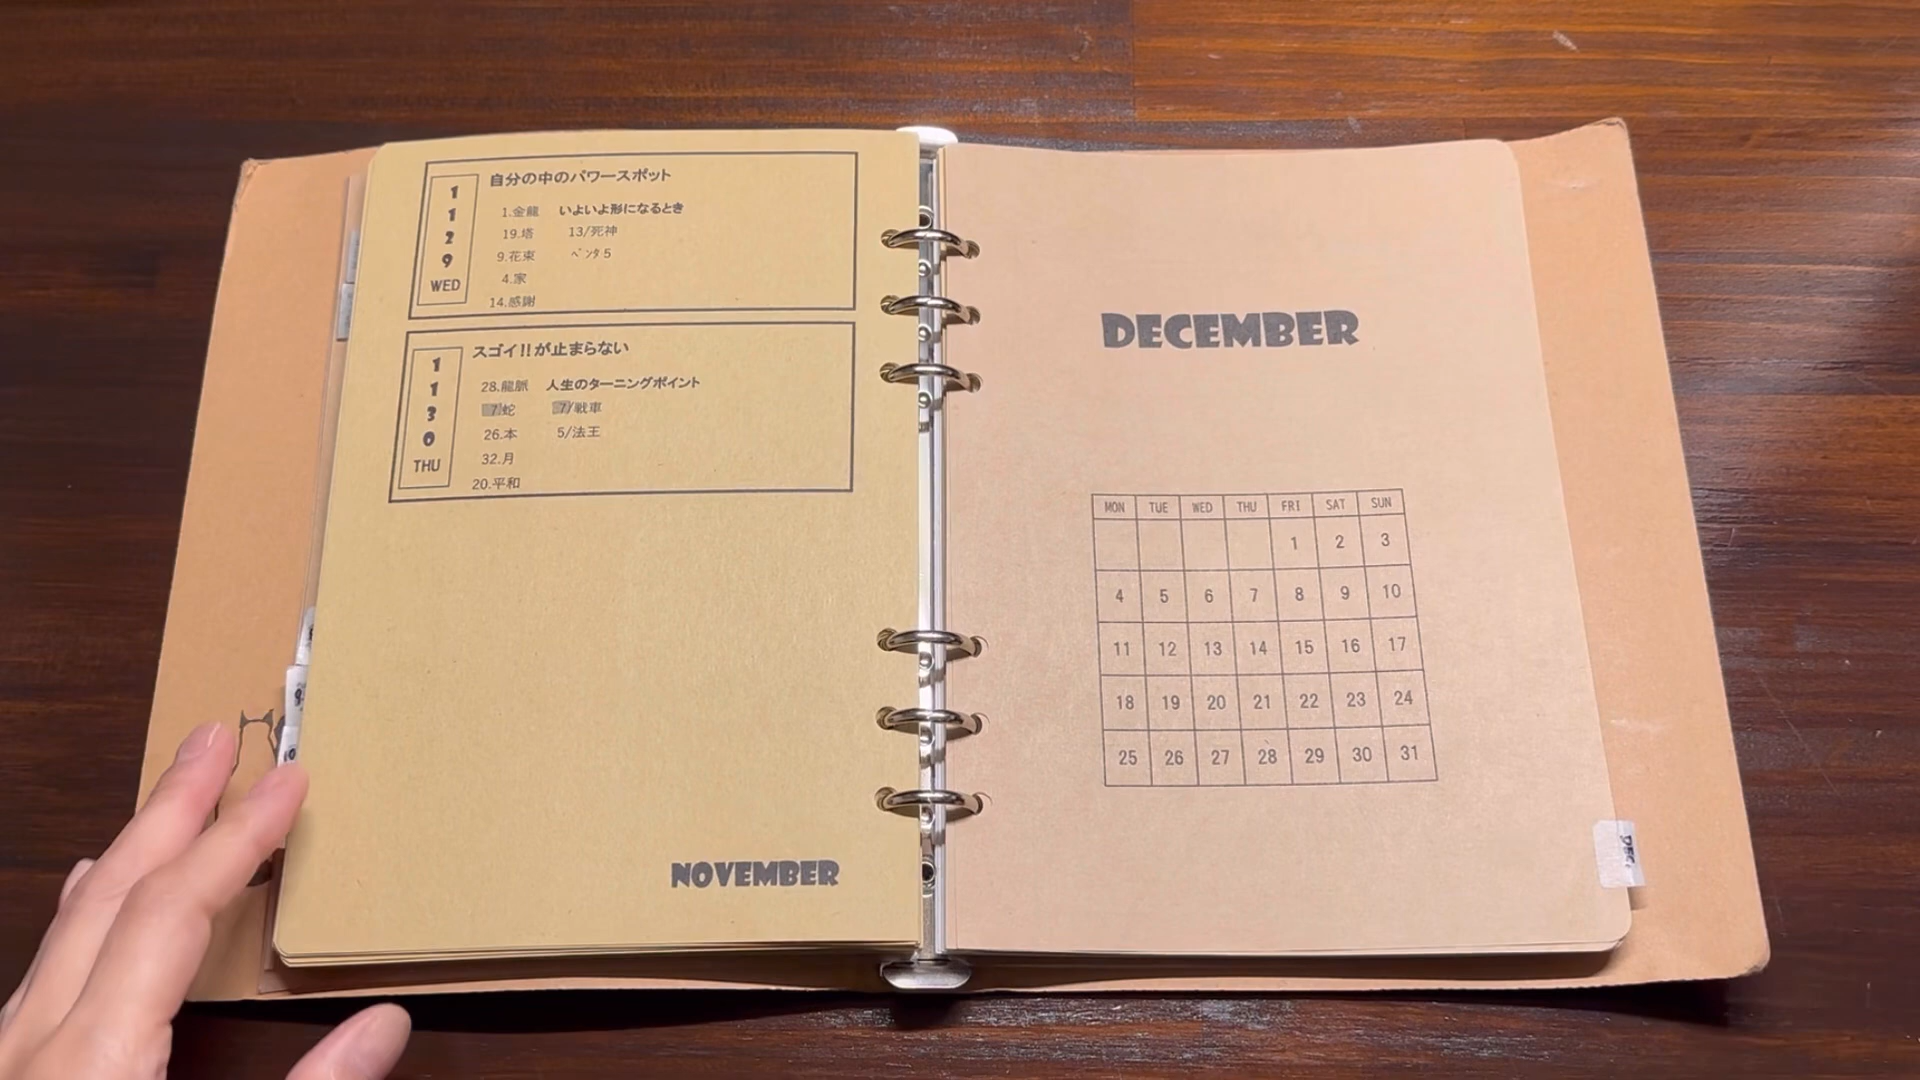 1
1
2
9
WED
自分の中のパワースポット
1.金龍 いよいよ形になるとき
19.塔 13/死神
9.花束 ペンタ5
4.家
14.感謝
1
1
3
0
THU
スゴイ!!が止まらない
28.龍脈 人生のターニングポイント
7/蛇 7/戦車
26.本 5/法王
32.月
20.平和
NOVEMBER
DECEMBER
MON TUE WED THU FRI SAT SUN
1 2 3
4 5 6 7 8 9 10
11 12 13 14 15 16 17
18 19 20 21 22 23 24
25 26 27 28 29 30 31
DEC